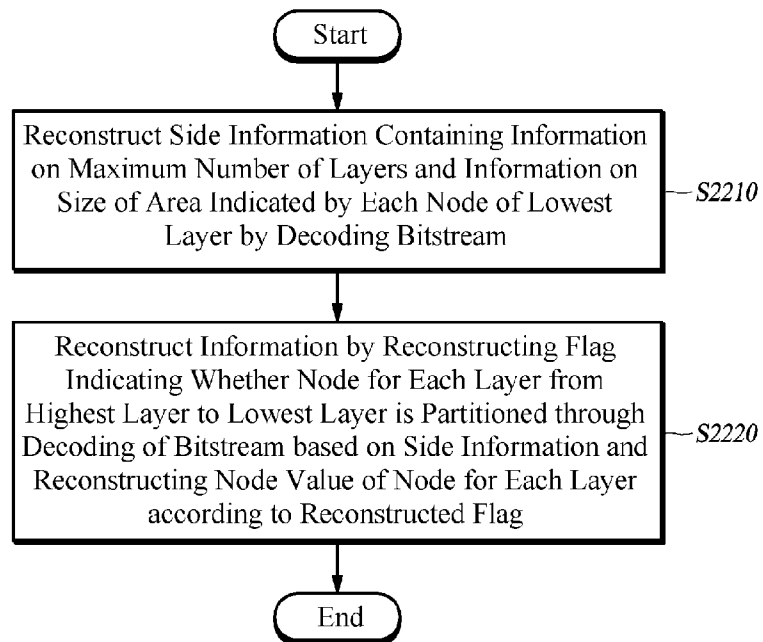 Start
Reconstruct Side Information Containing Information
on Maximum Number of Layers and Information on
Size of Area Indicated by Each Node of Lowest
Layer by Decoding Bitstream
S2210
Reconstruct Information by Reconstructing Flag
Indicating Whether Node for Each Layer from
Highest Layer to Lowest Layer is Partitioned through
Decoding of Bitstream based on Side Information and
Reconstructing Node Value of Node for Each Layer
according to Reconstructed Flag
S2220
End